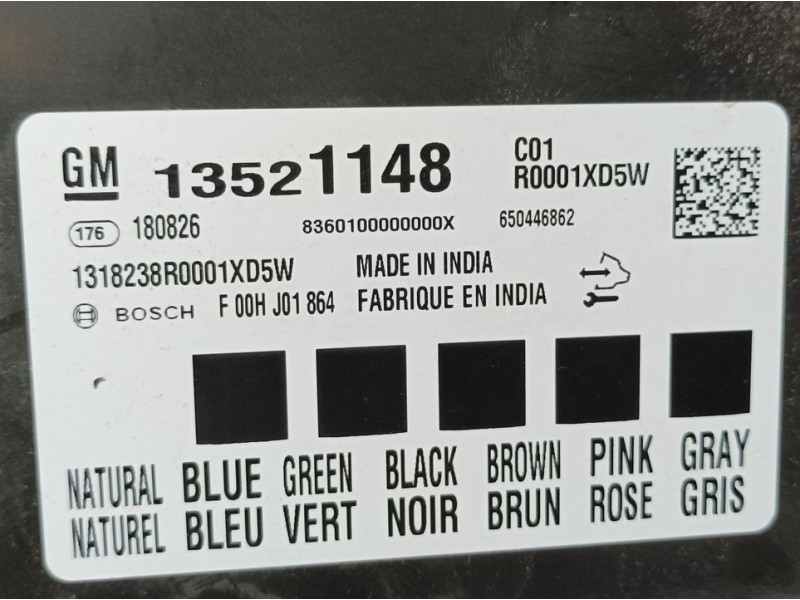 GM 13521148 C01
R0001XD5W
176 180826 8360100000000X 650446862
1318238R0001XD5W MADE IN INDIA
BOSCH F 00H J01 864 FABRIQUE EN INDIA
NATURAL BLUE GREEN BLACK BROWN PINK GRAY
NATUREL BLEU VERT NOIR BRUN ROSE GRIS